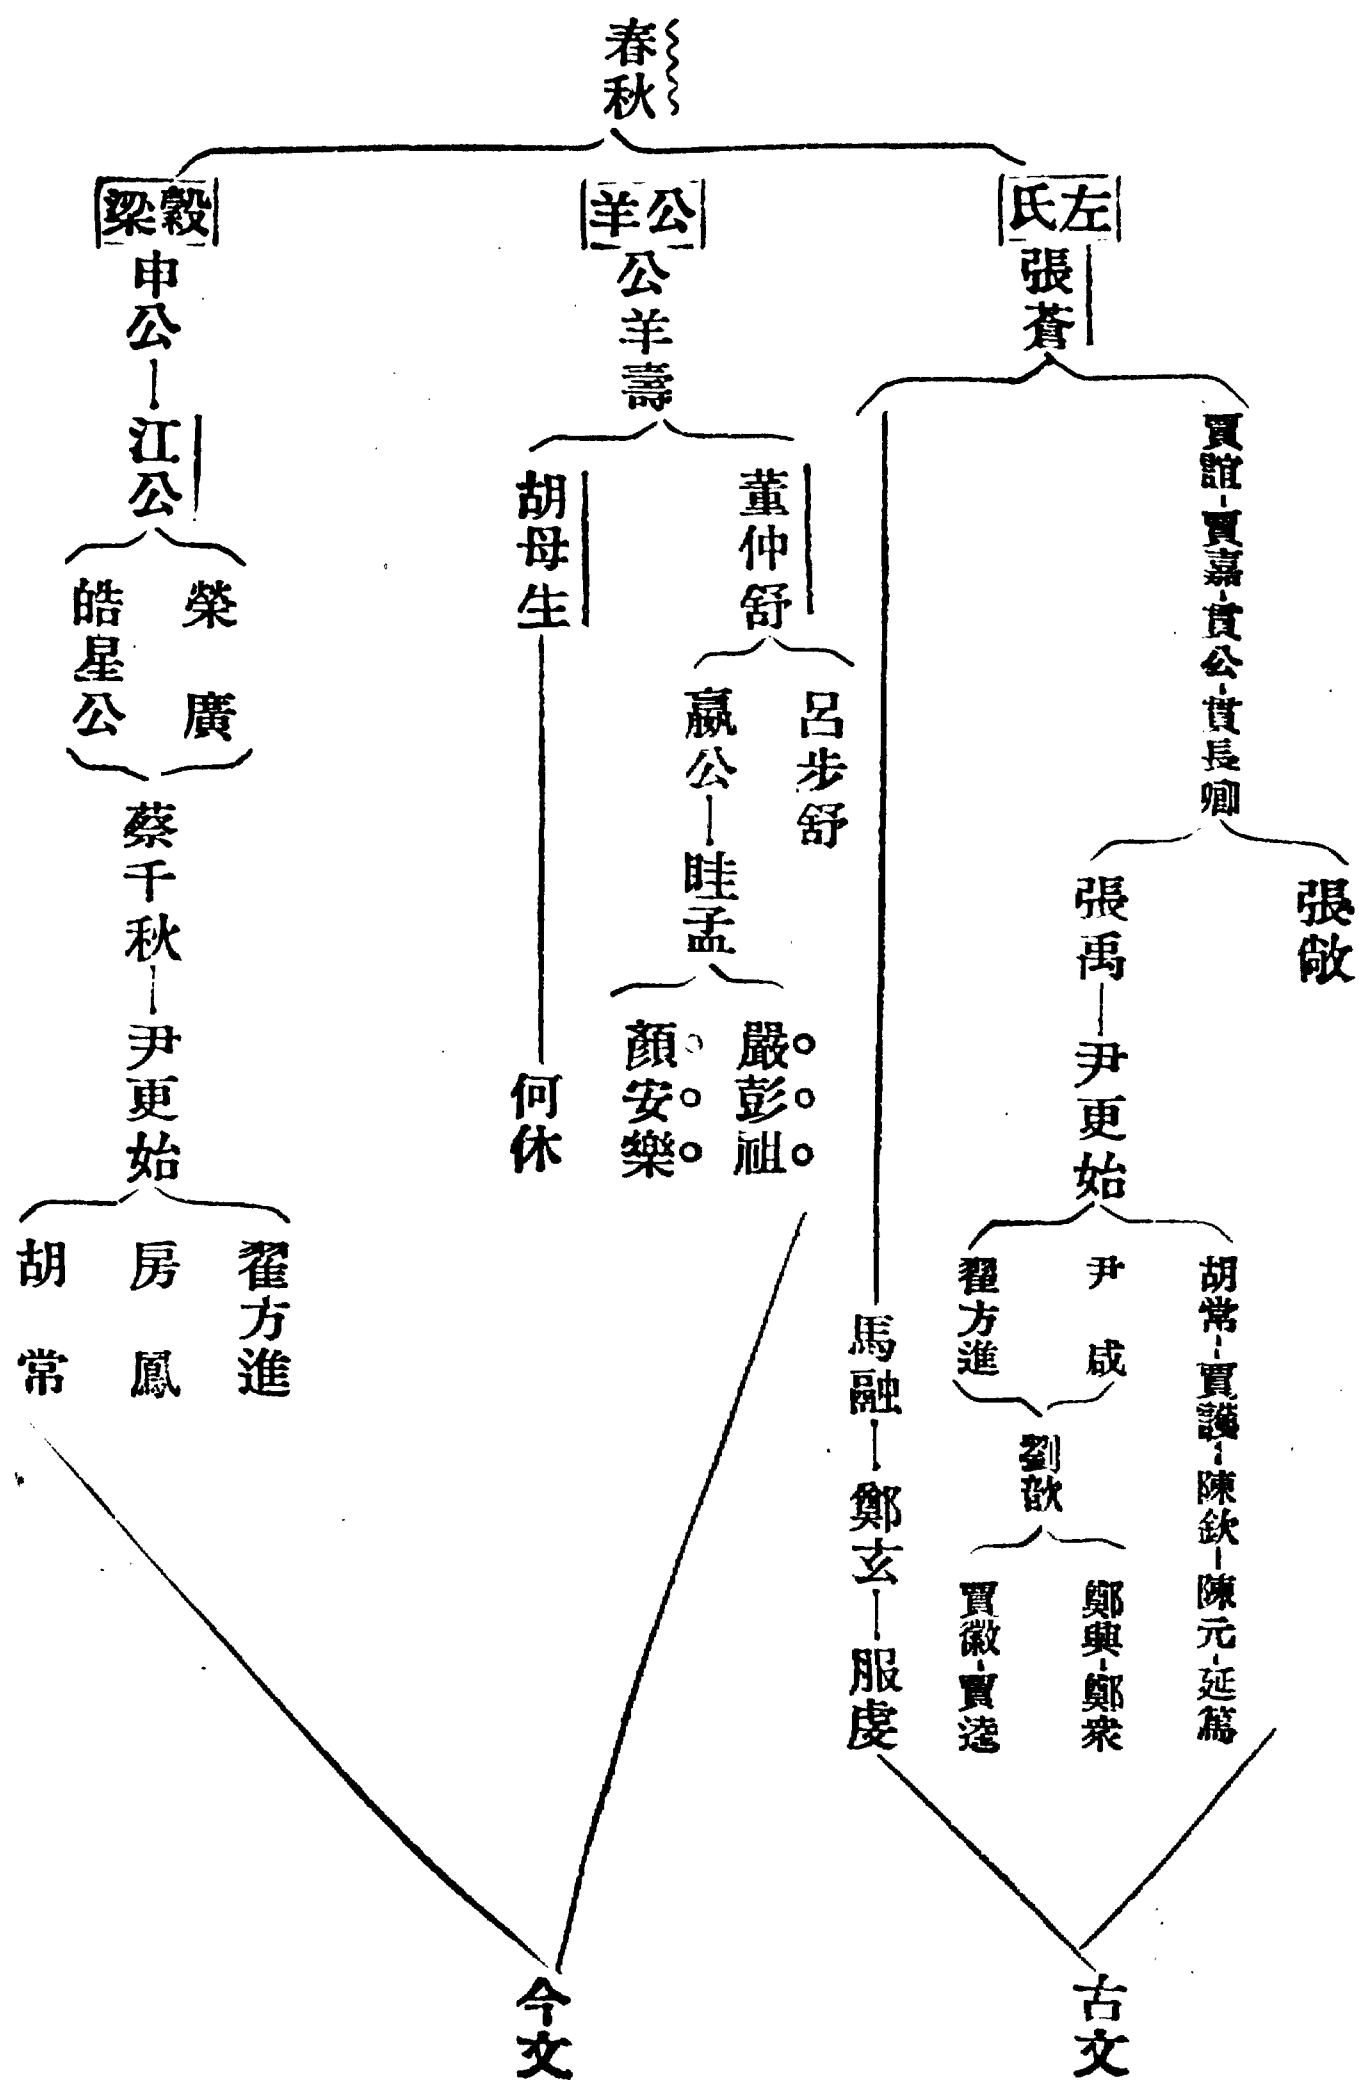 春秋
左氏
張蒼
賈誼-賈嘉-貫公-貫長卿
張敞
張禹-尹更始
胡常-賈護-陳欽-陳元-延篤
尹咸
翟方進
劉歆
鄭興-鄭衆
賈徽-賈逵
馬融-鄭玄-服虔
古文
公羊
公羊壽
董仲舒
呂步舒
嬴公-眭孟
嚴彭祖
顏安樂
胡母生
何休
穀梁
申公-江公
榮廣
皓星公
蔡千秋-尹更始
翟方進
房鳳
胡常
今文